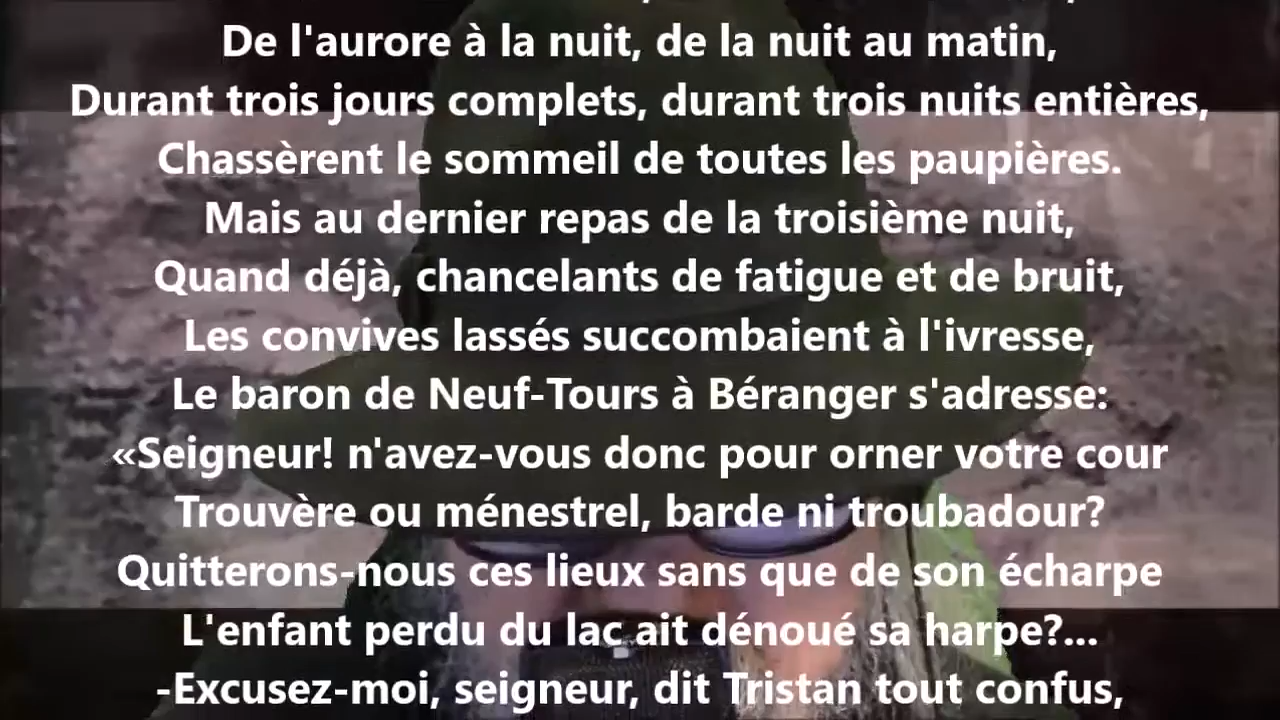 De l'aurore à la nuit, de la nuit au matin,
Durant trois jours complets, durant trois nuits entières,
Chassèrent le sommeil de toutes les paupières.
Mais au dernier repas de la troisième nuit,
Quand déjà, chancelants de fatigue et de bruit,
Les convives lassés succombaient à l'ivresse,
Le baron de Neuf-Tours à Béranger s'adresse:
«Seigneur! n'avez-vous donc pour orner votre cour
Trouvère ou ménestrel, barde ni troubadour?
Quitterons-nous ces lieux sans que de son écharpe
L'enfant perdu du lac ait dénoué sa harpe?...
-Excusez-moi, seigneur, dit Tristan tout confus,